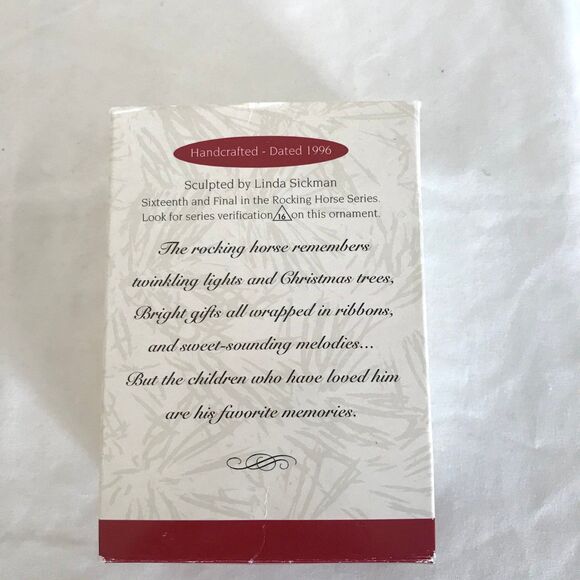 Handcrafted - Dated 1996
Sculpted by Linda Sickman
Sixteenth and Final in the Rocking Horse Series.
Look for series verification 16 on this ornament.
The rocking horse remembers
twinkling lights and Christmas trees,
Bright gifts all wrapped in ribbons,
and sweet-sounding melodies...
But the children who have loved him
are his favorite memories.